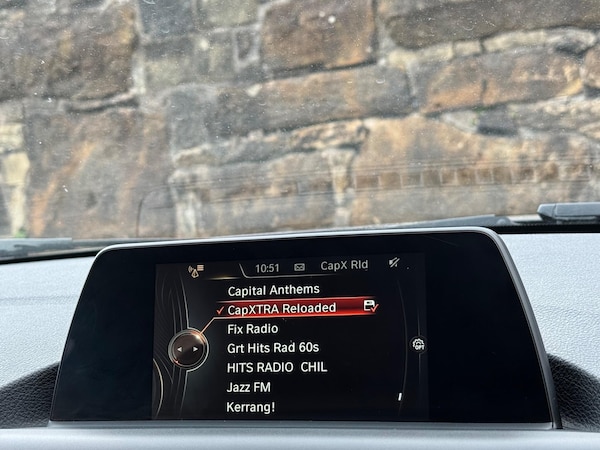 10:51 CapX Rld
Capital Anthems
CapXTRA Reloaded
Fix Radio
Grt Hits Rad 60s
HITS RADIO CHIL
Jazz FM
Kerrang!
OFF